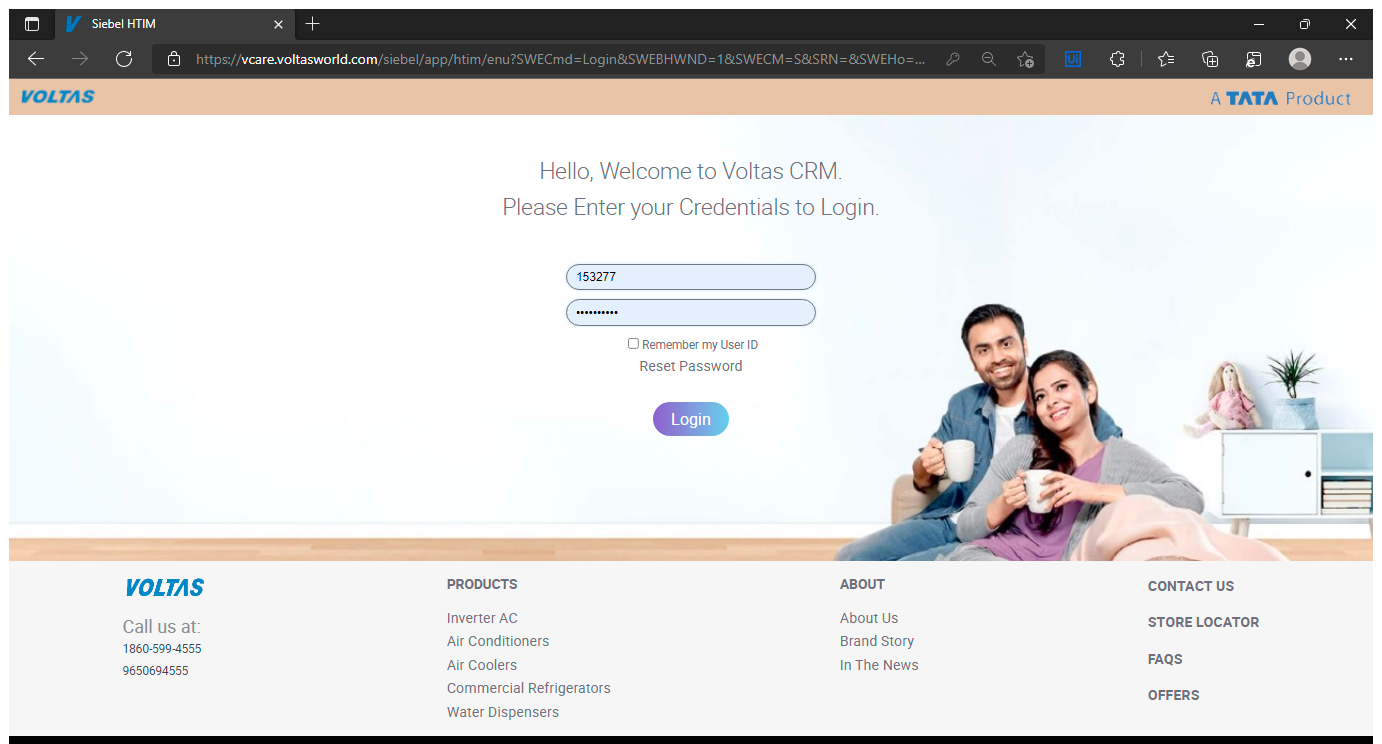 Siebel HTIM
https://vcare.voltasworld.com/siebel/app/htim/enu?SWECmd=Login&SWEBHWND=1&SWECM=S&SRN=&SWEHo=...
Ui
VOLTAS
A TATA Product
Hello, Welcome to Voltas CRM.
Please Enter your Credentials to Login.
153277
••••••••••
Remember my User ID
Reset Password
Login
VOLTAS
Call us at:
1860-599-4555
9650694555
PRODUCTS
Inverter AC
Air Conditioners
Air Coolers
Commercial Refrigerators
Water Dispensers
ABOUT
About Us
Brand Story
In The News
CONTACT US
STORE LOCATOR
FAQS
OFFERS